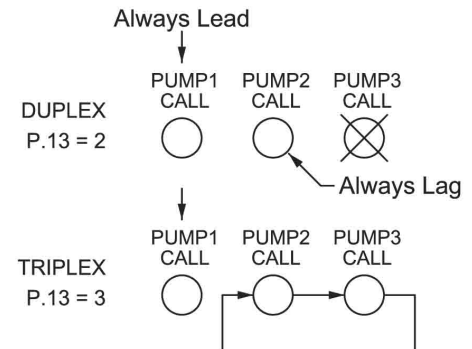 Always Lead
PUMP1 PUMP2 PUMP3
CALL CALL CALL
DUPLEX
P.13 = 2
Always Lag
PUMP1 PUMP2 PUMP3
CALL CALL CALL
TRIPLEX
P.13 = 3